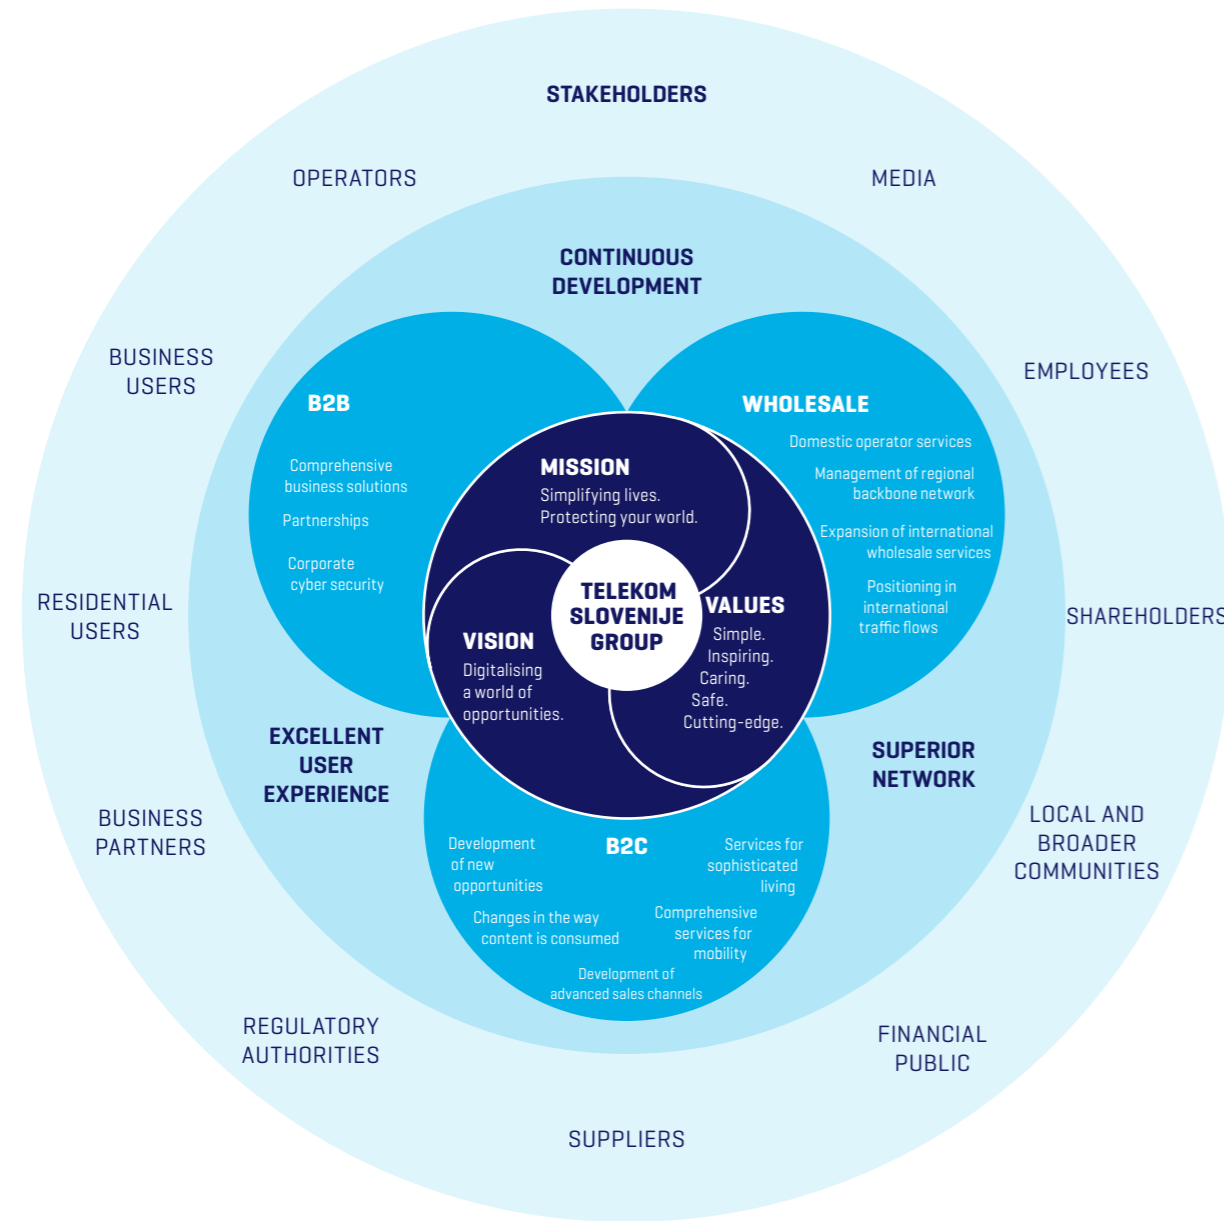 STAKEHOLDERS
OPERATORS
MEDIA
CONTINUOUS
DEVELOPMENT
BUSINESS
USERS
EMPLOYEES
B2B
Comprehensive
business solutions
Partnerships
Corporate
cyber security
WHOLESALE
Domestic operator services
Management of regional
backbone network
Expansion of international
wholesale services
Positioning in
international
traffic flows
MISSION
Simplifying lives.
Protecting your world.
TELEKOM
SLOVENIJE
GROUP
VISION
Digitalising
a world of
opportunities.
VALUES
Simple.
Inspiring.
Caring.
Safe.
Cutting-edge.
RESIDENTIAL
USERS
SHAREHOLDERS
EXCELLENT
USER
EXPERIENCE
SUPERIOR
NETWORK
BUSINESS
PARTNERS
LOCAL AND
BROADER
COMMUNITIES
B2C
Development
of new
opportunities
Changes in the way
content is consumed
Services for
sophisticated
living
Comprehensive
services for
mobility
Development of
advanced sales channels
REGULATORY
AUTHORITIES
FINANCIAL
PUBLIC
SUPPLIERS